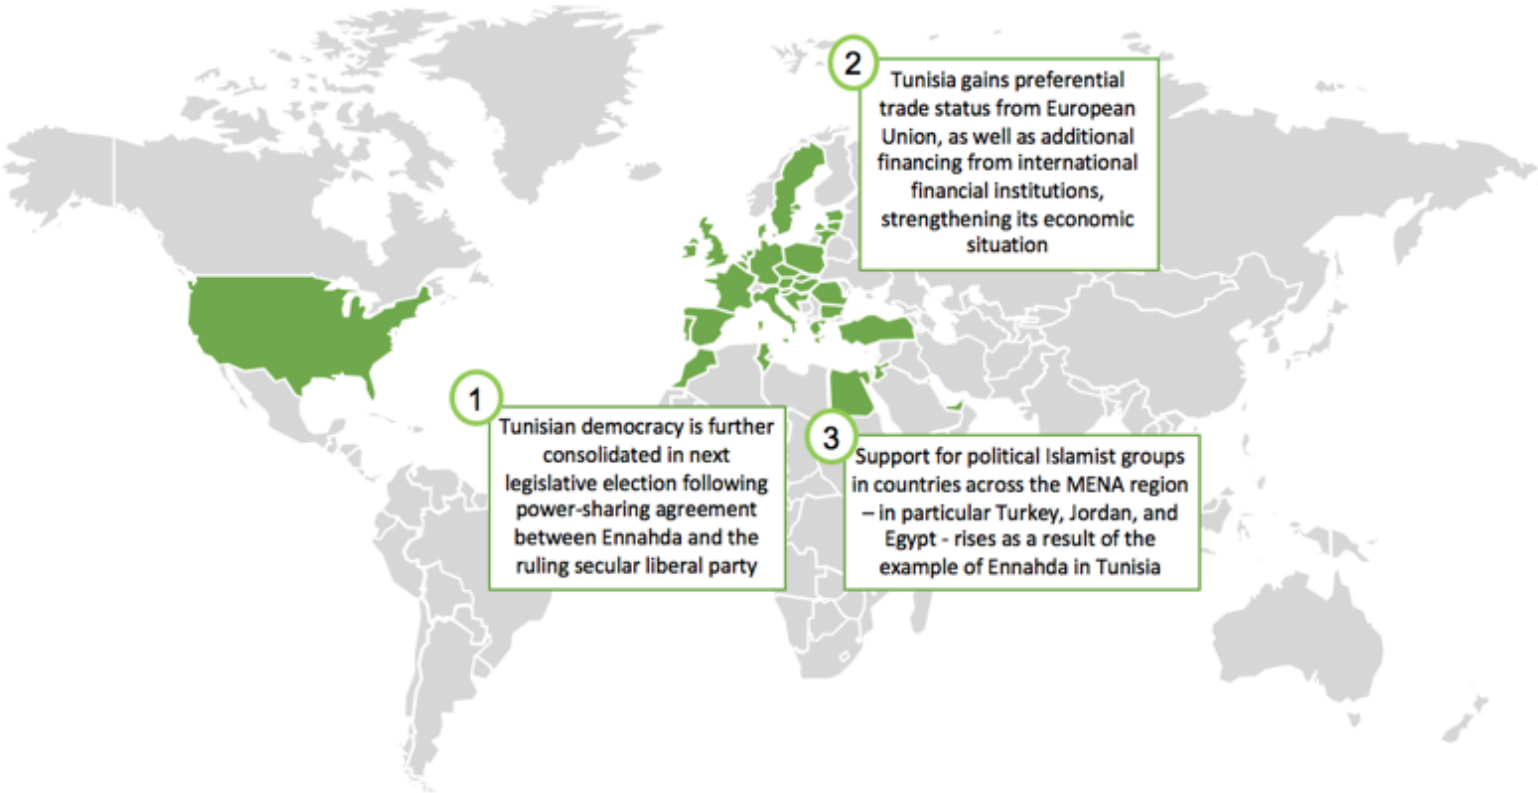 1
Tunisian democracy is further
consolidated in next
legislative election following
power-sharing agreement
between Ennahda and the
ruling secular liberal party
2
Tunisia gains preferential
trade status from European
Union, as well as additional
financing from international
financial institutions,
strengthening its economic
situation
3
Support for political Islamist groups
in countries across the MENA region
– in particular Turkey, Jordan, and
Egypt - rises as a result of the
example of Ennahda in Tunisia